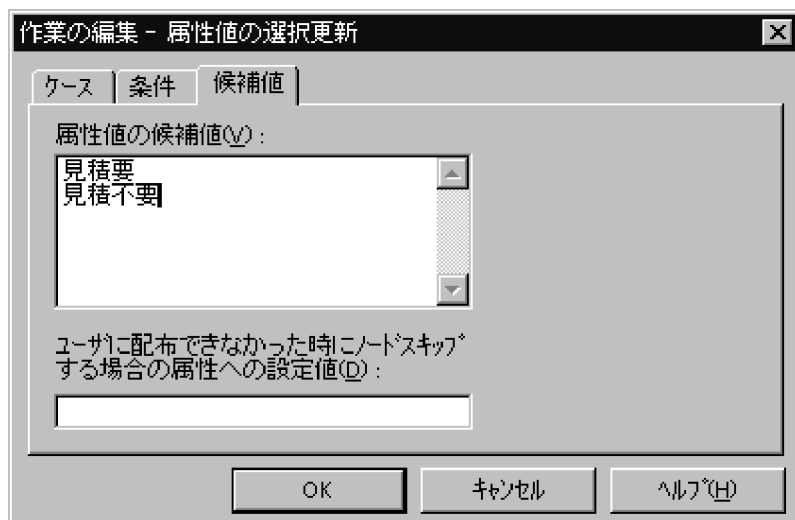 作業の編集 - 属性値の選択更新
ケース 条件 候補値
属性値の候補値(V) :
見積要
見積不要
ﾕｰｻﾞに配布できなかった時にﾉｰﾄﾞｽｷｯﾌﾟ
する場合の属性への設定値(D) :
OK ｷｬﾝｾﾙ ﾍﾙﾌﾟ(H)